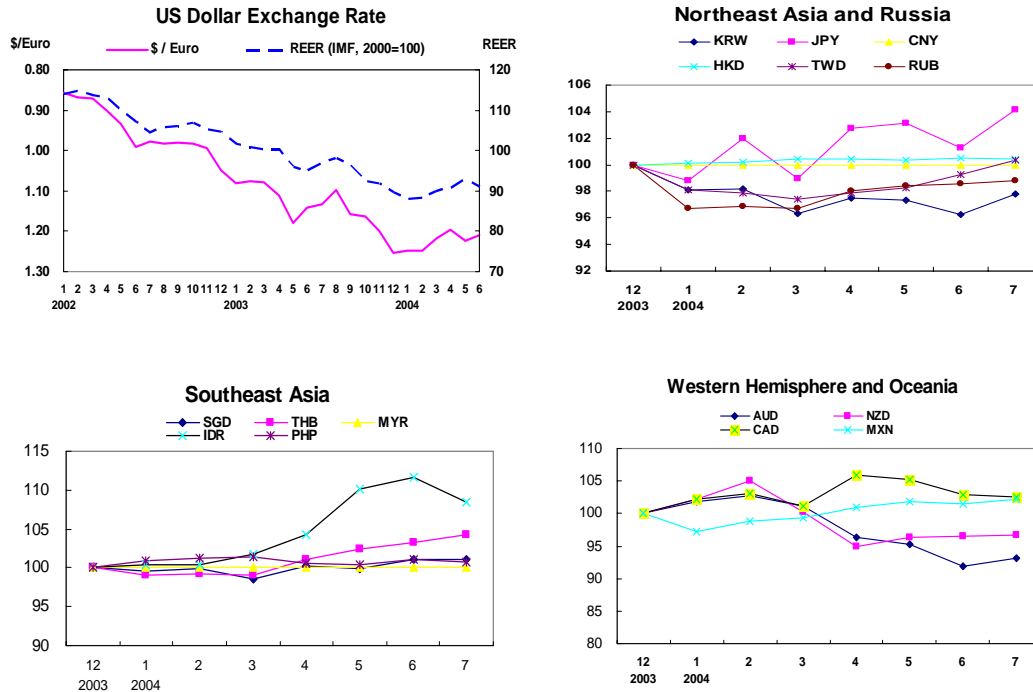 US Dollar Exchange Rate
$/Euro
$ / Euro
REER (IMF, 2000=100)
REER
0.80
0.90
1.00
1.10
1.20
1.30
120
110
100
90
80
70
1 2 3 4 5 6 7 8 9 10 11 12 1 2 3 4 5 6 7 8 9 10 11 12 1 2 3 4 5 6
2002 2003 2004
Northeast Asia and Russia
KRW JPY CNY
HKD TWD RUB
106
104
102
100
98
96
94
92
12 1 2 3 4 5 6 7
2003 2004
Southeast Asia
SGD THB MYR
IDR PHP
115
110
105
100
95
90
12 1 2 3 4 5 6 7
2003 2004
Western Hemisphere and Oceania
AUD NZD
CAD MXN
110
105
100
95
90
85
80
12 1 2 3 4 5 6 7
2003 2004